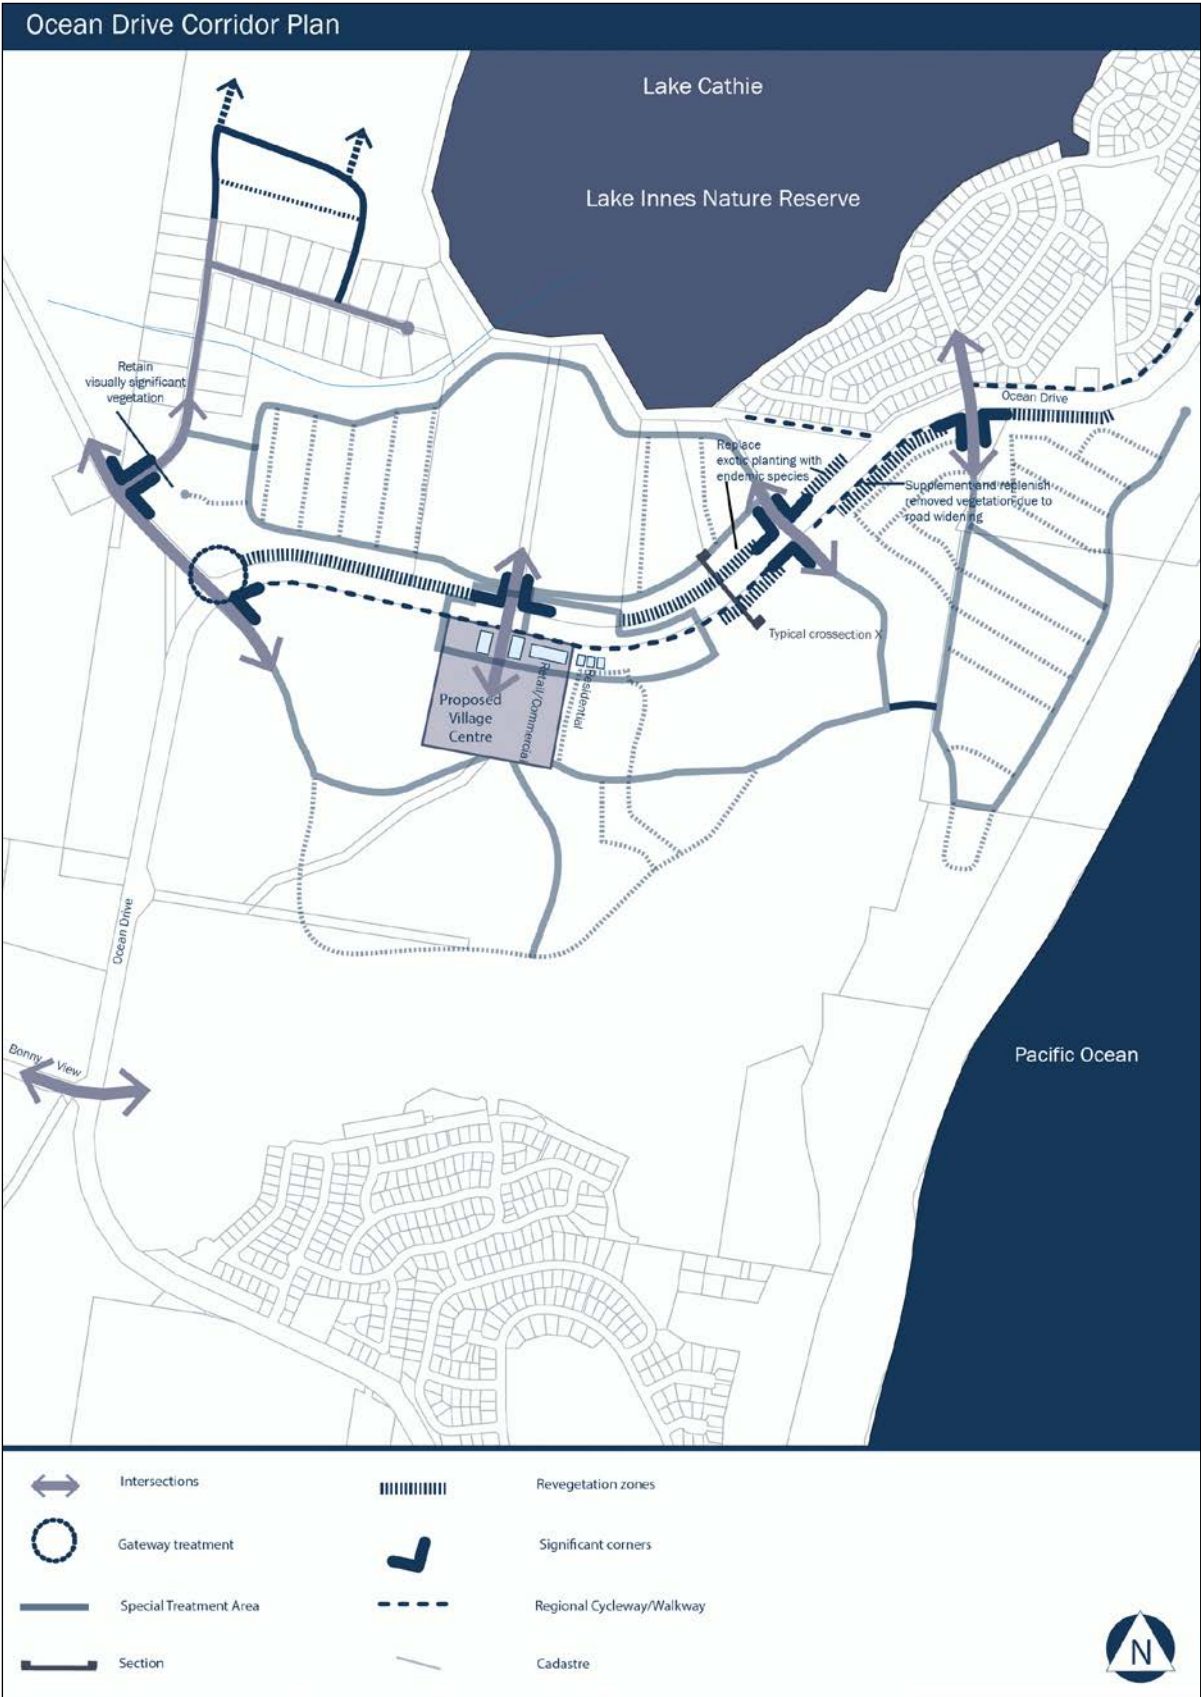 Ocean Drive Corridor Plan
Lake Cathie
Lake Innes Nature Reserve
Retain
visually significant
vegetation
Ocean Drive
Replace
exotic planting with
endemic species
Supplement and replenish
removed vegetation due to
road widening
Typical crossection X
Proposed
Village
Centre
Retail/Commercial
Residential
Ocean Drive
Bonny View
Pacific Ocean
Intersections
Revegetation zones
Gateway treatment
Significant corners
Special Treatment Area
Regional Cycleway/Walkway
Section
Cadastre
N